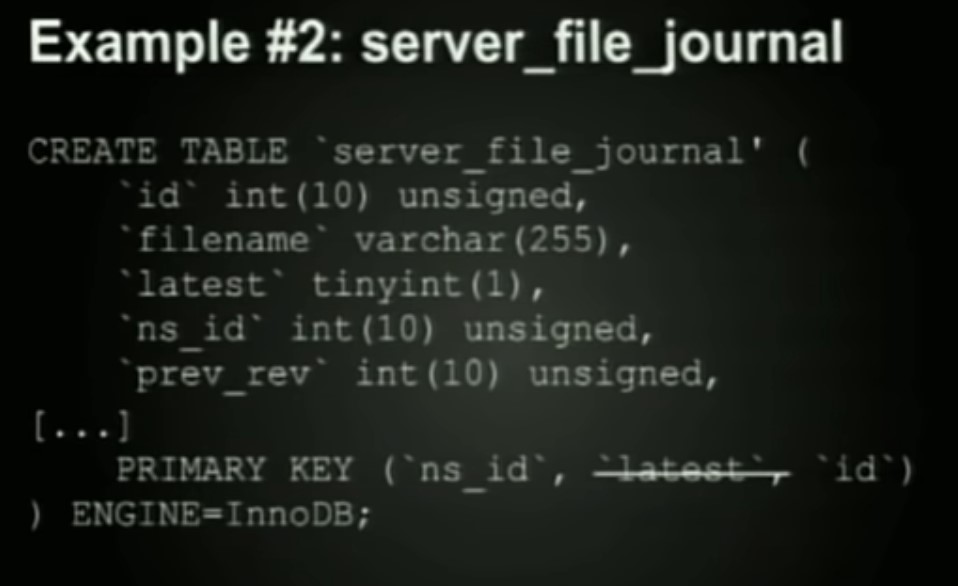 Example #2: server_file_journal
CREATE TABLE `server_file_journal' (
`id` int(10) unsigned,
`filename` varchar(255),
`latest` tinyint(1),
`ns_id` int(10) unsigned,
`prev_rev` int(10) unsigned,
[...]
PRIMARY KEY (`ns_id`, `latest`, `id`)
) ENGINE=InnoDB;